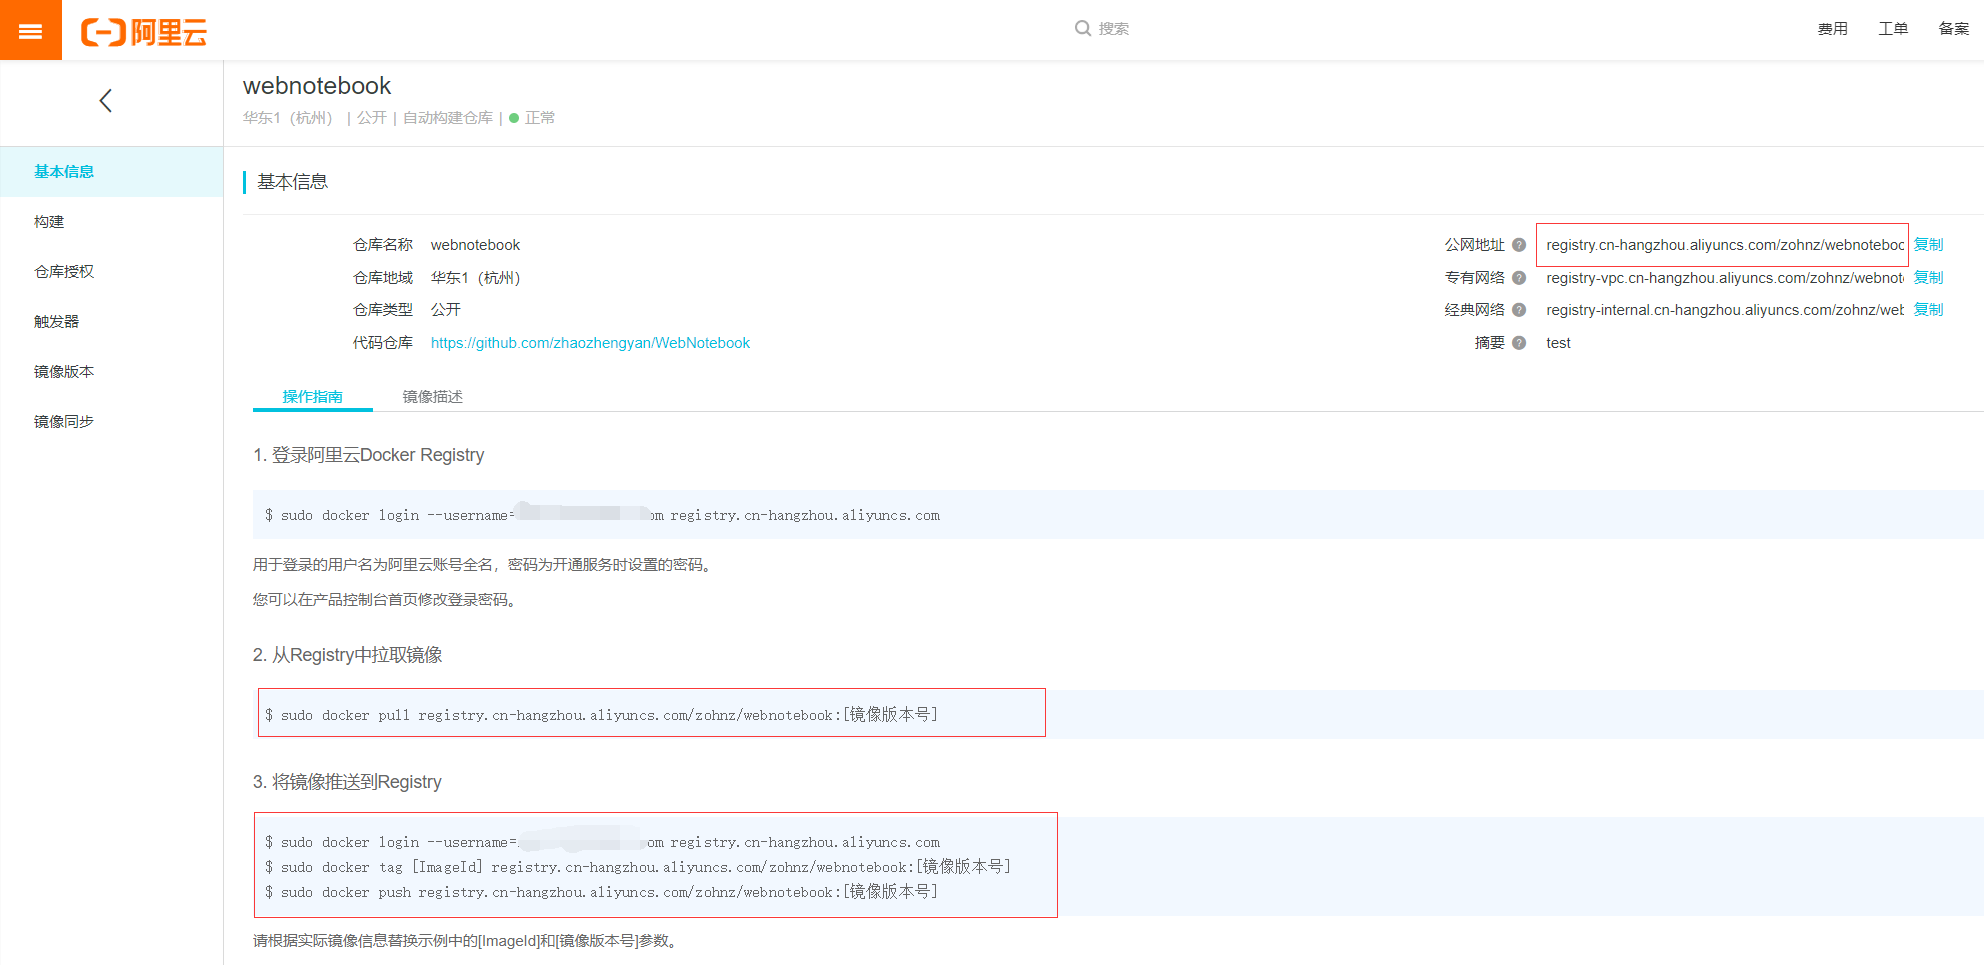 阿里云
搜索
费用 工单 备案
webnotebook
华东1（杭州） | 公开 | 自动构建仓库 | 正常
基本信息
构建
仓库授权
触发器
镜像版本
镜像同步
基本信息
仓库名称 webnotebook
公网地址 registry.cn-hangzhou.aliyuncs.com/zohnz/webnoteboo 复制
仓库地域 华东1（杭州）
专有网络 registry-vpc.cn-hangzhou.aliyuncs.com/zohnz/webnot 复制
仓库类型 公开
经典网络 registry-internal.cn-hangzhou.aliyuncs.com/zohnz/web 复制
代码仓库 https://github.com/zhaozhengyan/WebNotebook
摘要 test
操作指南 镜像描述
1. 登录阿里云Docker Registry
$ sudo docker login --username= om registry.cn-hangzhou.aliyuncs.com
用于登录的用户名为阿里云账号全名，密码为开通服务时设置的密码。
您可以在产品控制台首页修改登录密码。
2. 从Registry中拉取镜像
$ sudo docker pull registry.cn-hangzhou.aliyuncs.com/zohnz/webnotebook:[镜像版本号]
3. 将镜像推送到Registry
$ sudo docker login --username= om registry.cn-hangzhou.aliyuncs.com
$ sudo docker tag [ImageId] registry.cn-hangzhou.aliyuncs.com/zohnz/webnotebook:[镜像版本号]
$ sudo docker push registry.cn-hangzhou.aliyuncs.com/zohnz/webnotebook:[镜像版本号]
请根据实际镜像信息替换示例中的[ImageId]和[镜像版本号]参数。